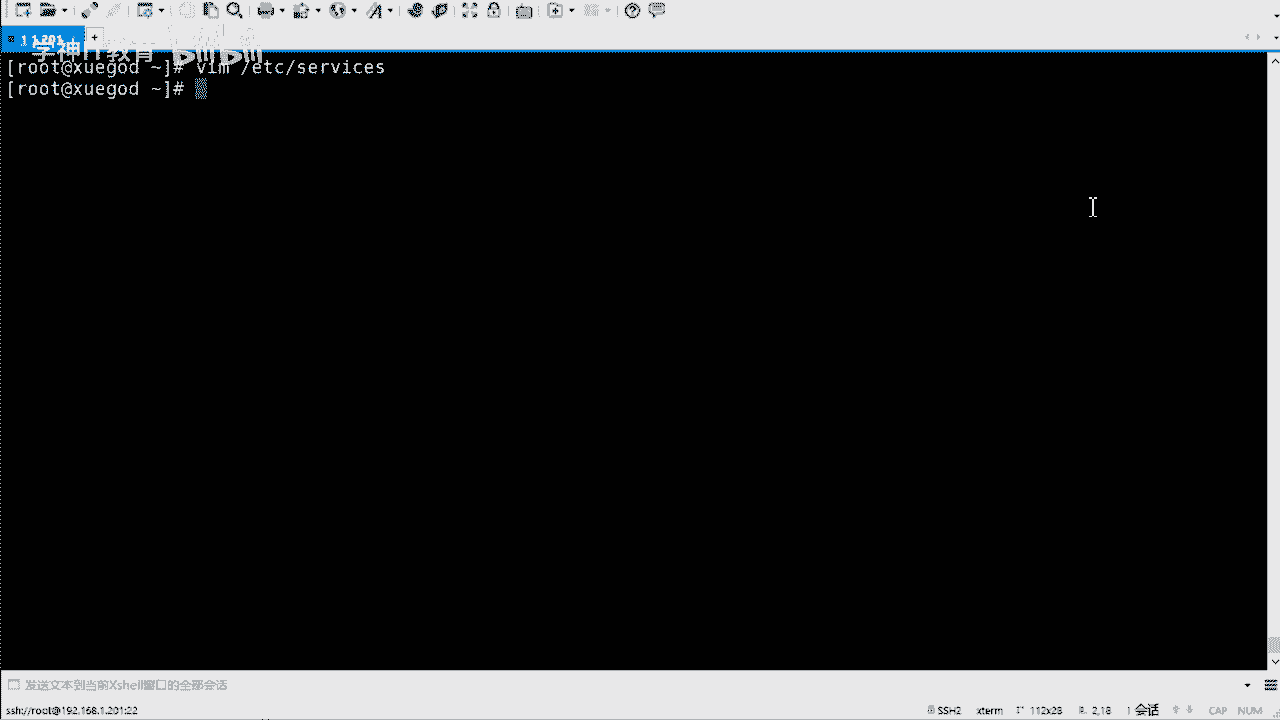 1 1.201
学神IT教育 bilibili
[root@xuegod ~]# vim /etc/services
[root@xuegod ~]#
发送文本到当前Xshell窗口的全部会话
ssh://root@192.168.1.201:22
SSH2 xterm 112x28 2,18 1 会话 CAP NUM